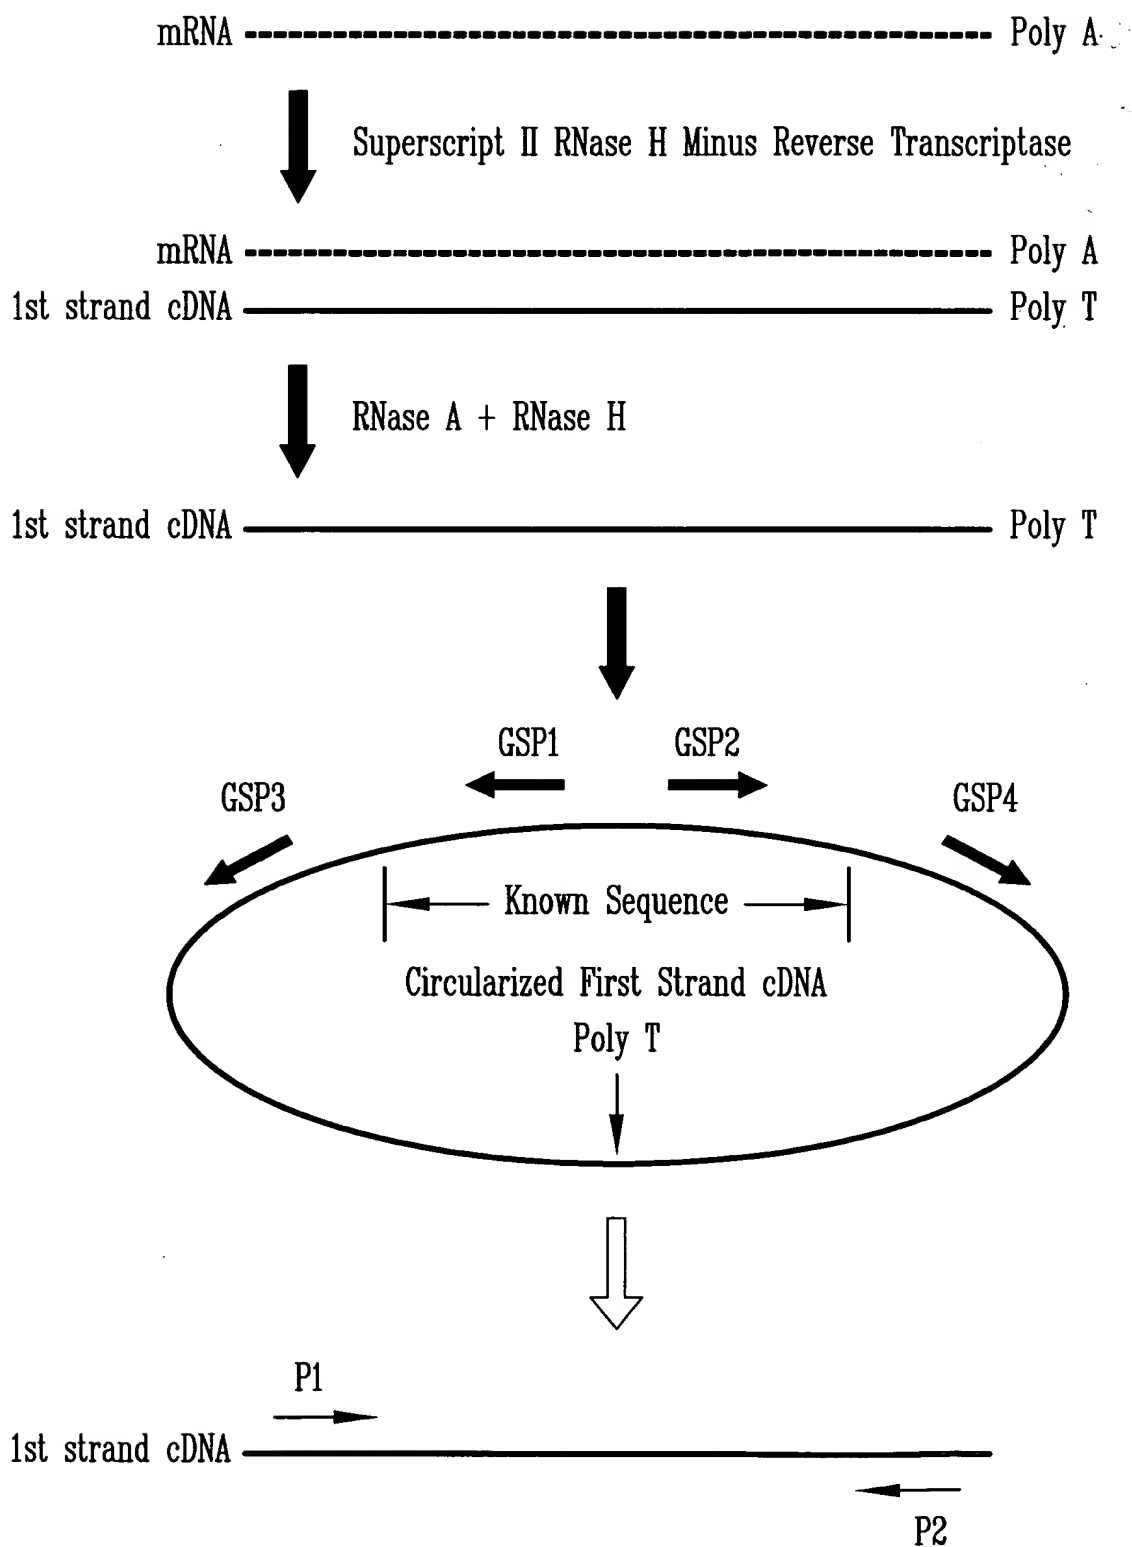 mRNA Poly A
Superscript II RNase H Minus Reverse Transcriptase
mRNA Poly A
1st strand cDNA Poly T
RNase A + RNase H
1st strand cDNA Poly T
GSP1 GSP2
GSP3 GSP4
Known Sequence
Circularized First Strand cDNA
Poly T
P1
1st strand cDNA
P2